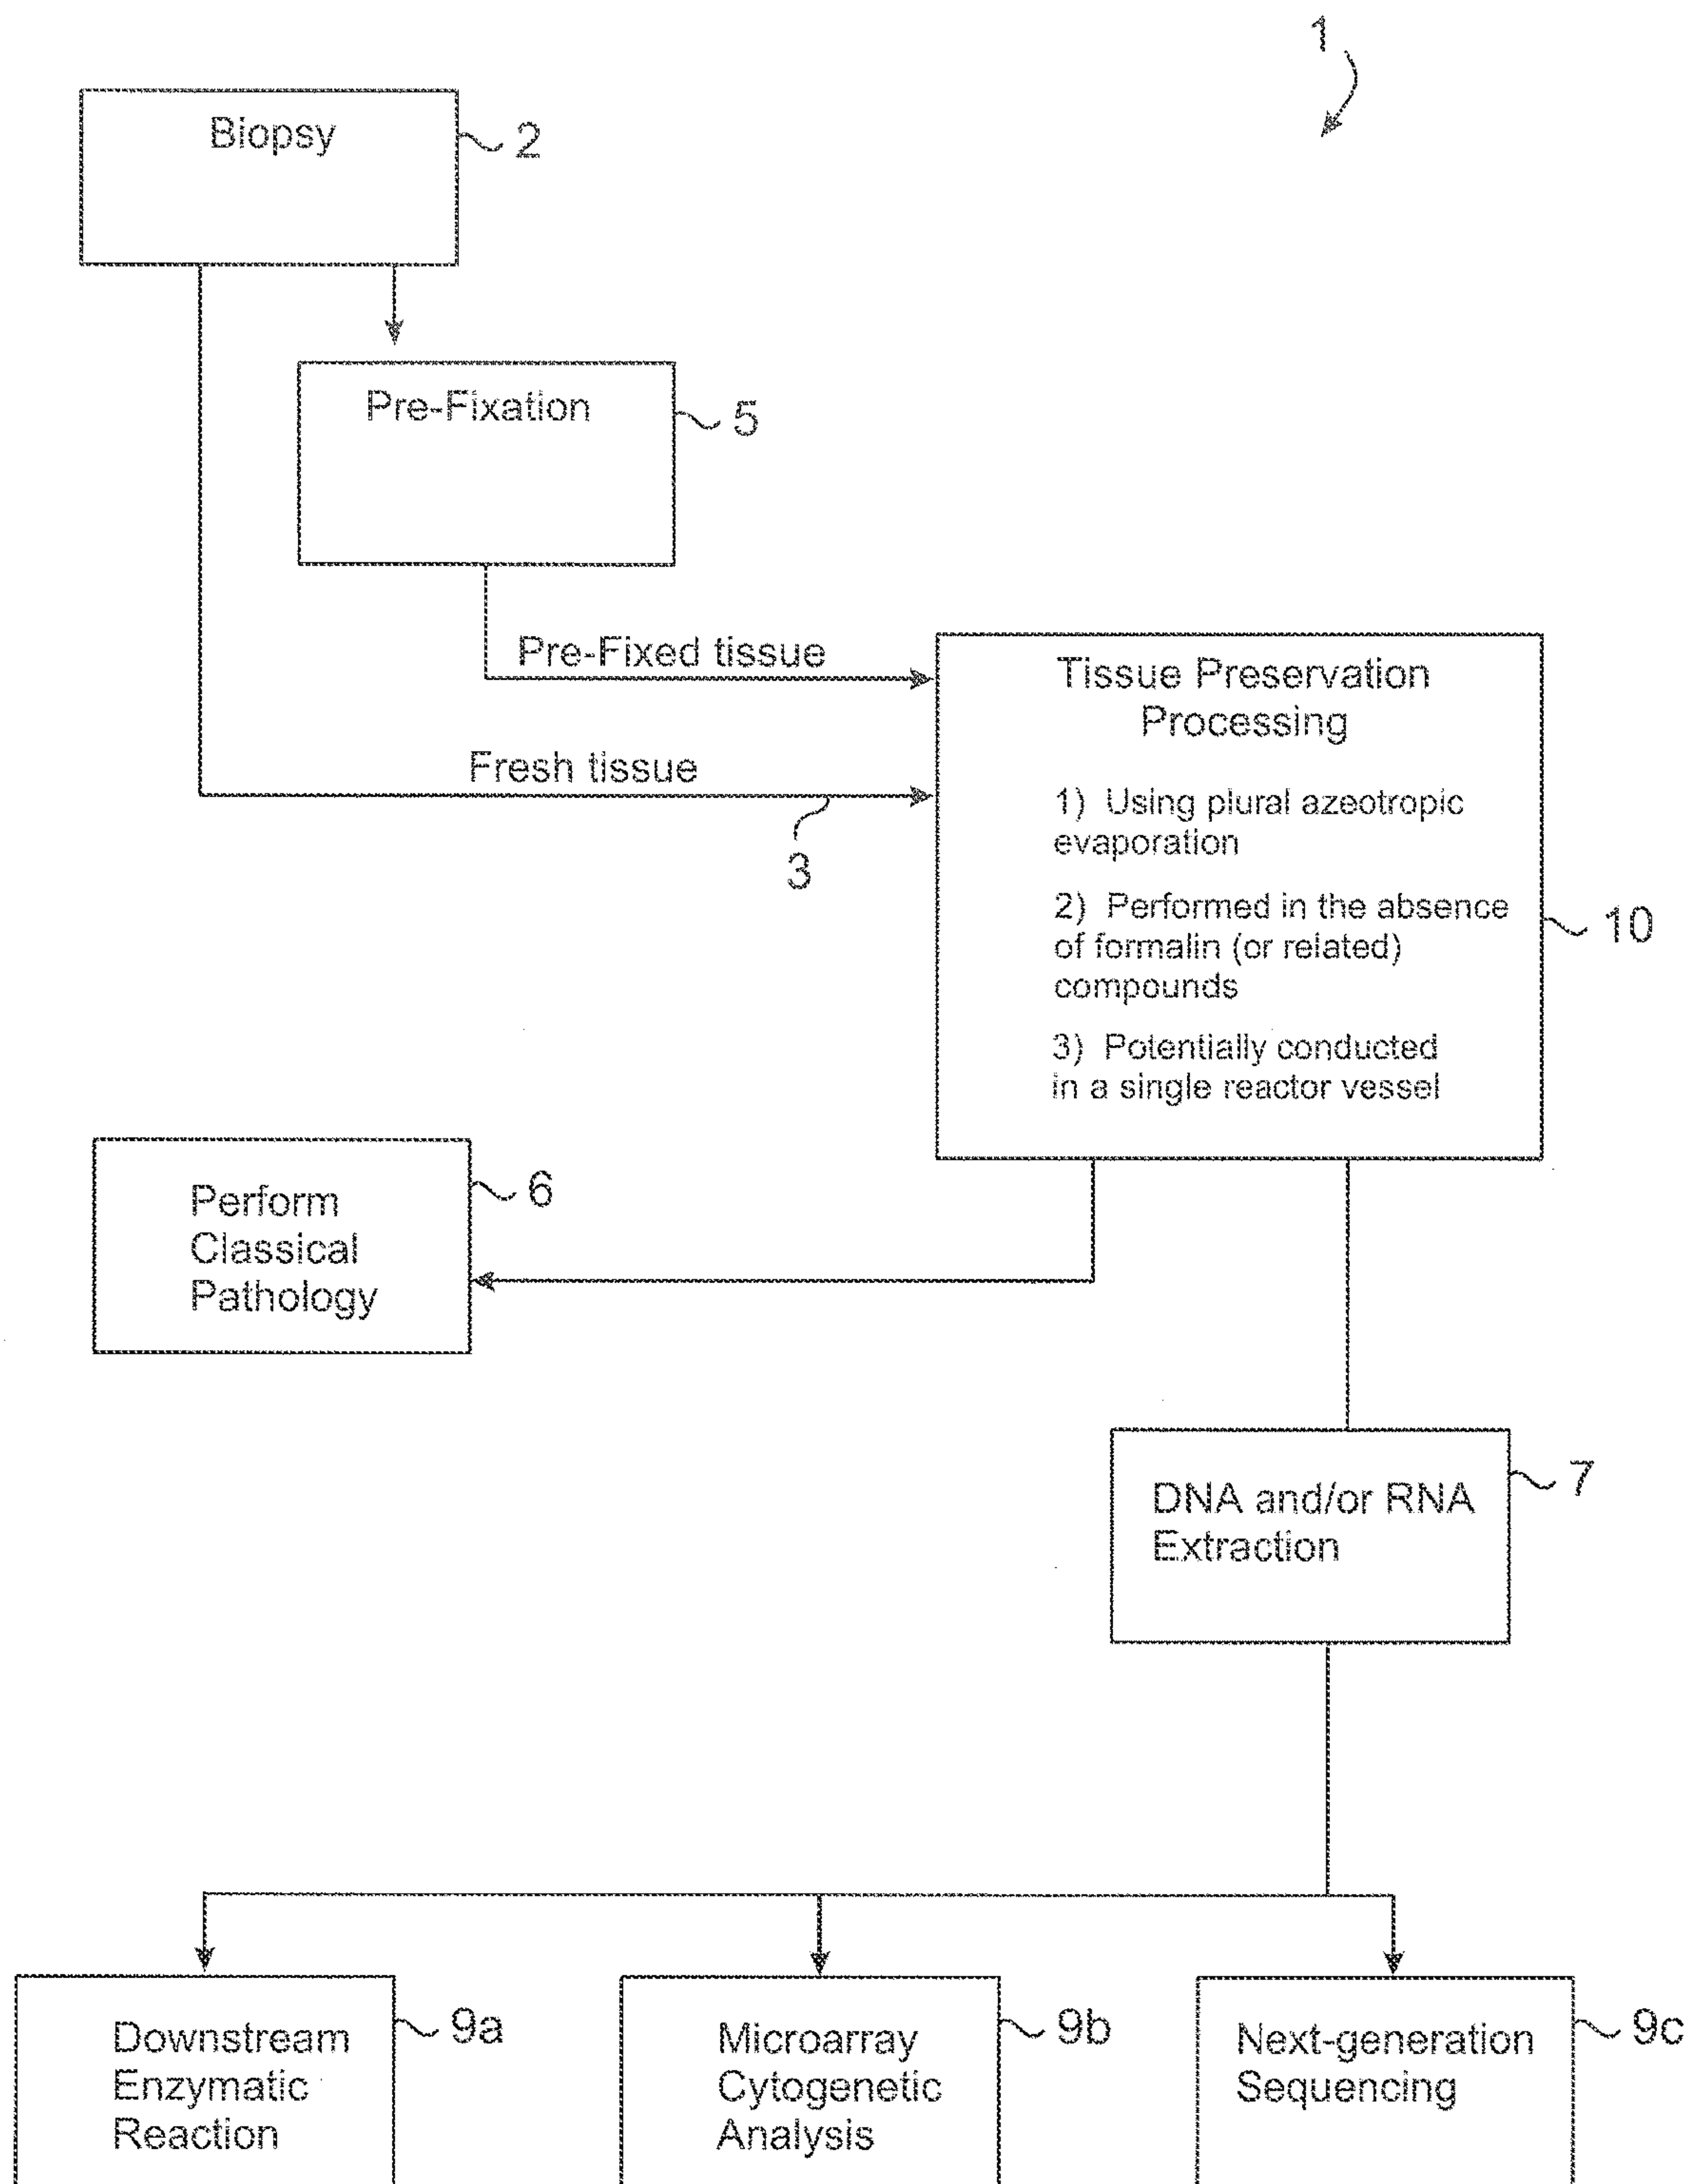 1
Biopsy
2
Pre-Fixation
5
Pre-Fixed tissue
Fresh tissue
3
Tissue Preservation
Processing
1) Using plural azeotropic
evaporation
2) Performed in the absence
of formalin (or related)
compounds
3) Potentially conducted
in a single reactor vessel
10
Perform
Classical
Pathology
6
DNA and/or RNA
Extraction
7
Downstream
Enzymatic
Reaction
9a
Microarray
Cytogenetic
Analysis
9b
Next-generation
Sequencing
9c